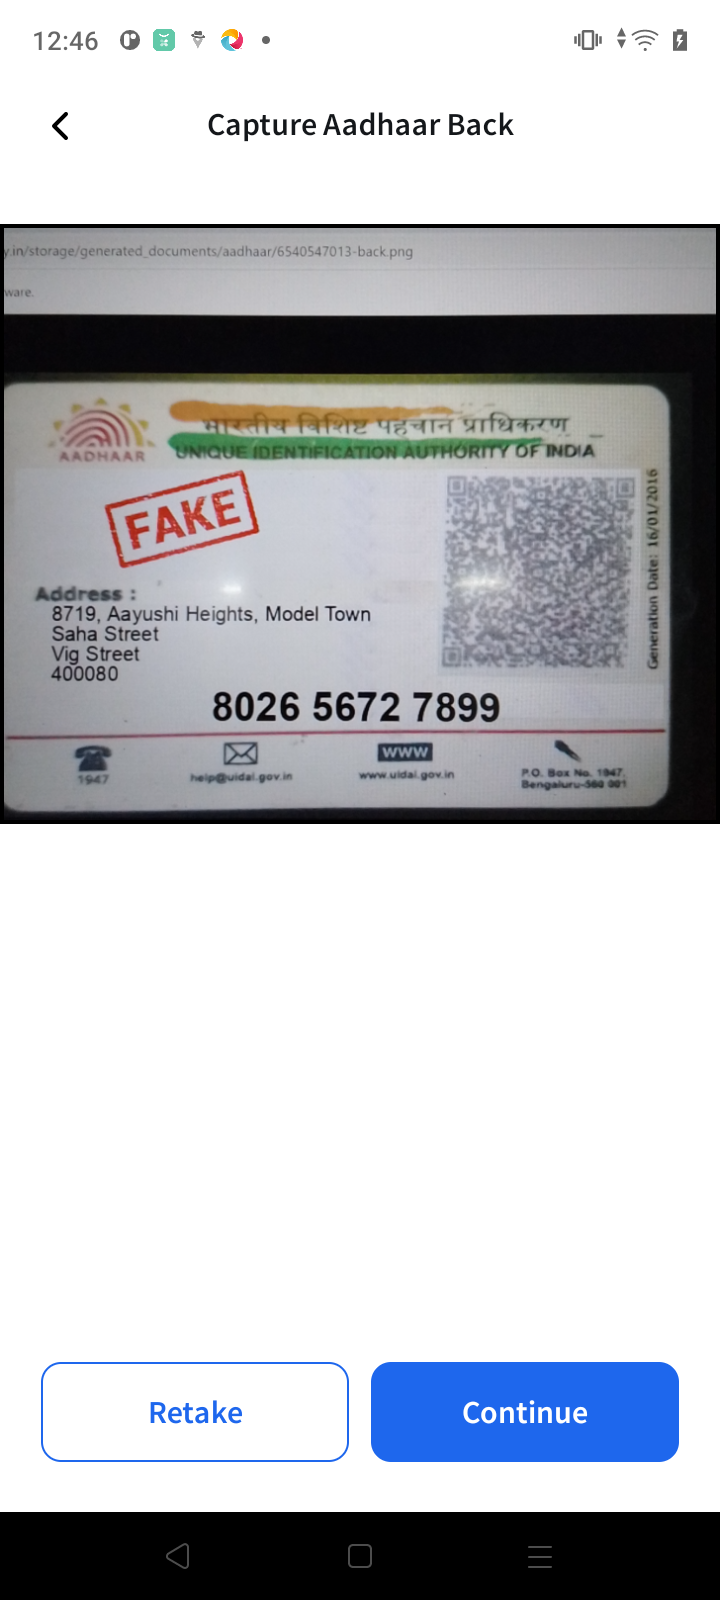 12:46
Capture Aadhaar Back
y.in/storage/generated_documents/aadhaar/6540547013-back.png
ware.
भारतीय विशिष्ट पहचान प्राधिकरण
AADHAAR
UNIQUE IDENTIFICATION AUTHORITY OF INDIA
FAKE
Generation Date: 16/01/2016
Address :
8719, Aayushi Heights, Model Town
Saha Street
Vig Street
400080
8026 5672 7899
1947
help@uidai.gov.in
WWW
www.uidai.gov.in
P.O. Box No. 1947,
Bengaluru-560 001
Retake
Continue